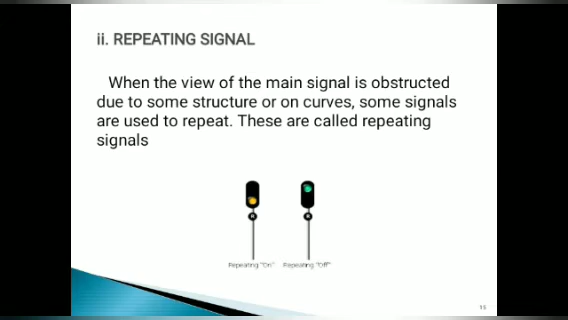 ii. REPEATING SIGNAL
When the view of the main signal is obstructed
due to some structure or on curves, some signals
are used to repeat. These are called repeating
signals
R R
Repeating "On" Repeating "Off"
15